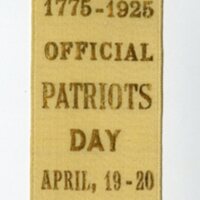 1775-1925
OFFICIAL
PATRIOTS
DAY
APRIL, 19-20